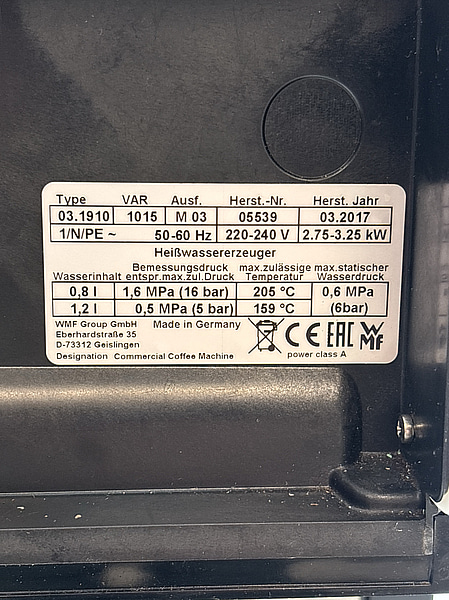 Type VAR Ausf. Herst.-Nr. Herst. Jahr
03.1910 1015 M 03 05539 03.2017
1/N/PE ~ 50-60 Hz 220-240 V 2.75-3.25 kW
Heißwassererzeuger
Bemessungsdruck max.zulässige max.statischer
Wasserinhalt entspr.max.zul.Druck Temperatur Wasserdruck
0,8 l 1,6 MPa (16 bar) 205 °C 0,6 MPa
1,2 l 0,5 MPa (5 bar) 159 °C (6bar)
WMF Group GmbH Made in Germany
Eberhardstraße 35
D-73312 Geislingen
CE EAC WMF
Designation Commercial Coffee Machine power class A